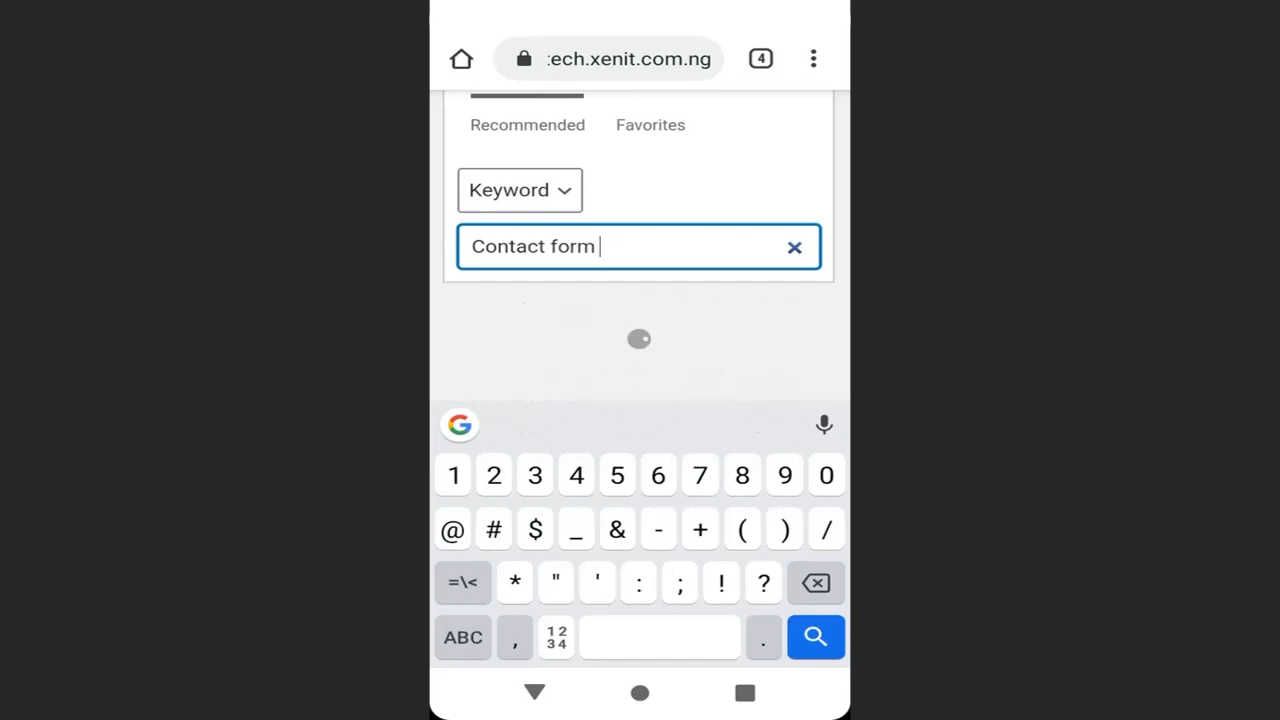 :ech.xenit.com.ng 4
Recommended Favorites
Keyword
Contact form
1 2 3 4 5 6 7 8 9 0
@ # $ _ & - + ( ) /
=\< * " ' : ; ! ?
ABC , 12 34 .